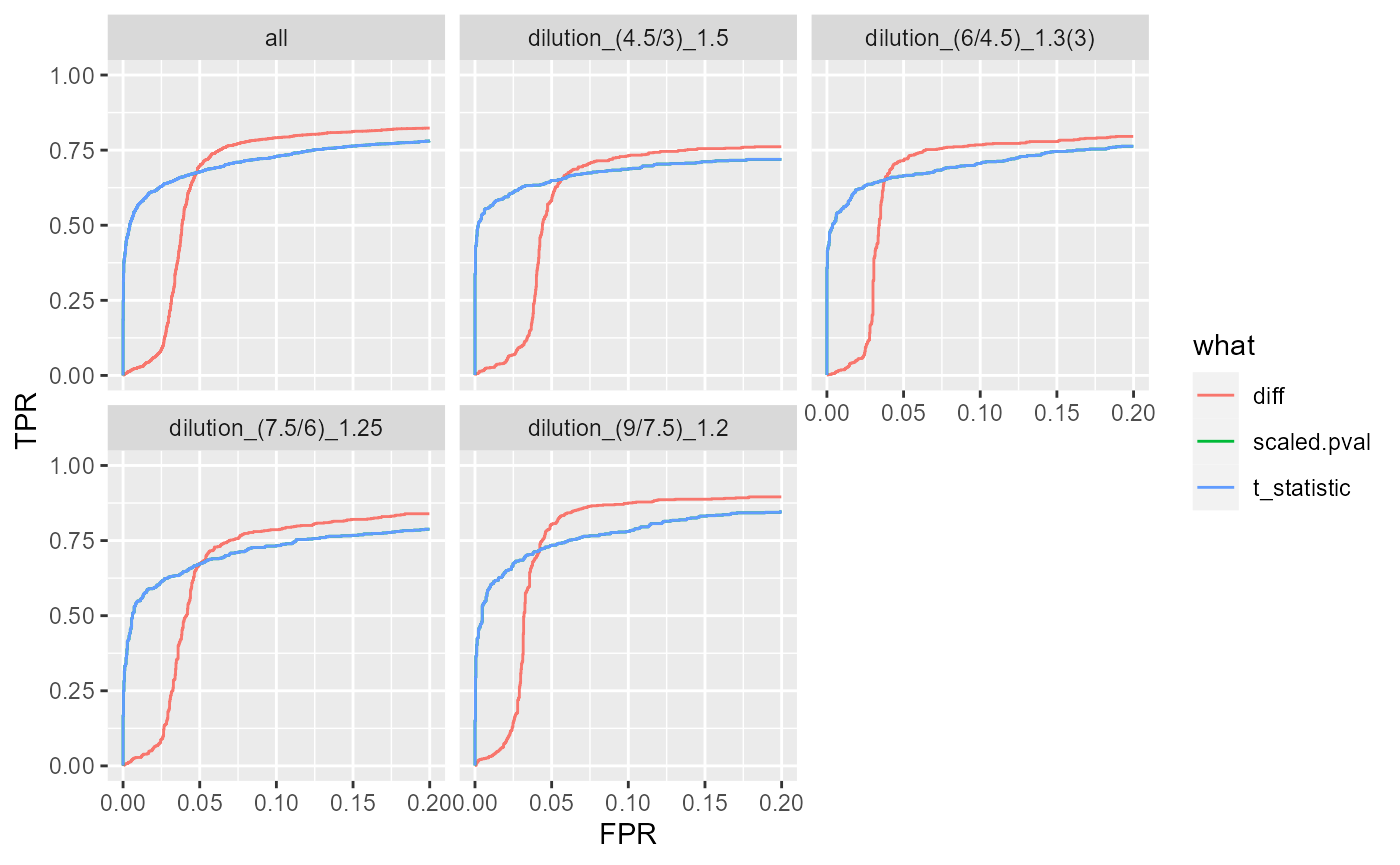 all
dilution_(4.5/3)_1.5
dilution_(6/4.5)_1.3(3)
1.00
0.75
0.50
0.25
0.00
0.00 0.05 0.10 0.15 0.20
dilution_(7.5/6)_1.25
dilution_(9/7.5)_1.2
1.00
0.75
0.50
0.25
0.00
0.00 0.05 0.10 0.15 0.20
0.00 0.05 0.10 0.15 0.20
FPR
TPR
what
diff
scaled.pval
t_statistic